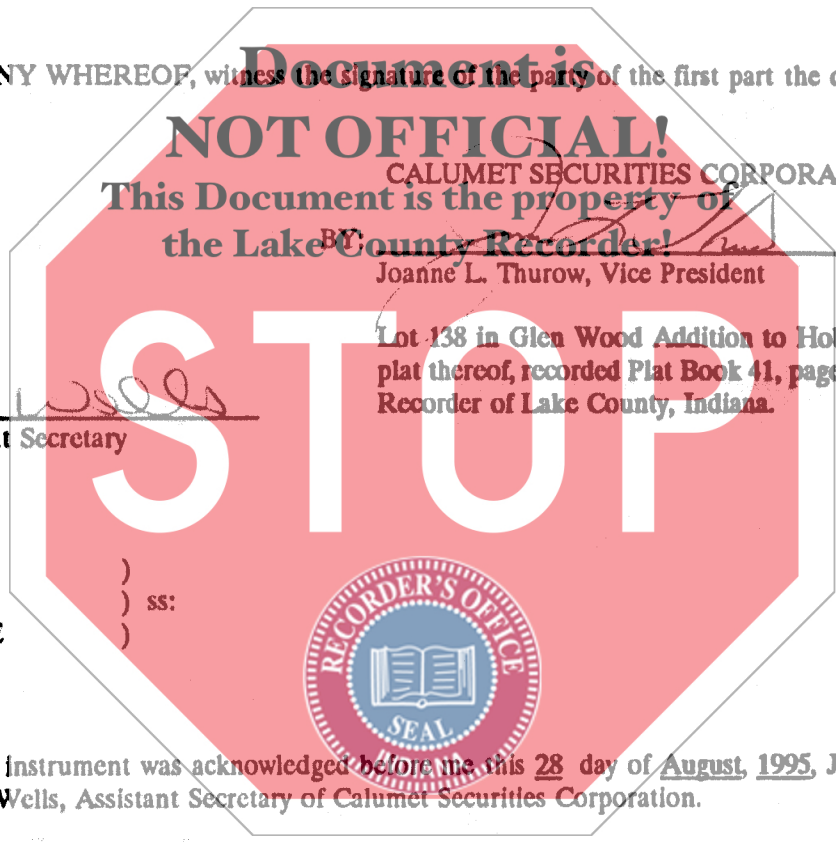 NY WHEREOF, witness the signature of the party of the first part the
Document is
NOT OFFICIAL!
CALUMET SECURITIES CORPORA
This Document is the property of
the Lake County Recorder!
BY:
Joanne L. Thurow, Vice President
Lot 138 in Glen Wood Addition to Hol
plat thereof, recorded Plat Book 41, page
Recorder of Lake County, Indiana.
Wells
t Secretary
STOP
)
) ss:
)
RECORDER'S OFFICE
SEAL
INDIANA
instrument was acknowledged before me this 28 day of August, 1995, J
Wells, Assistant Secretary of Calumet Securities Corporation.